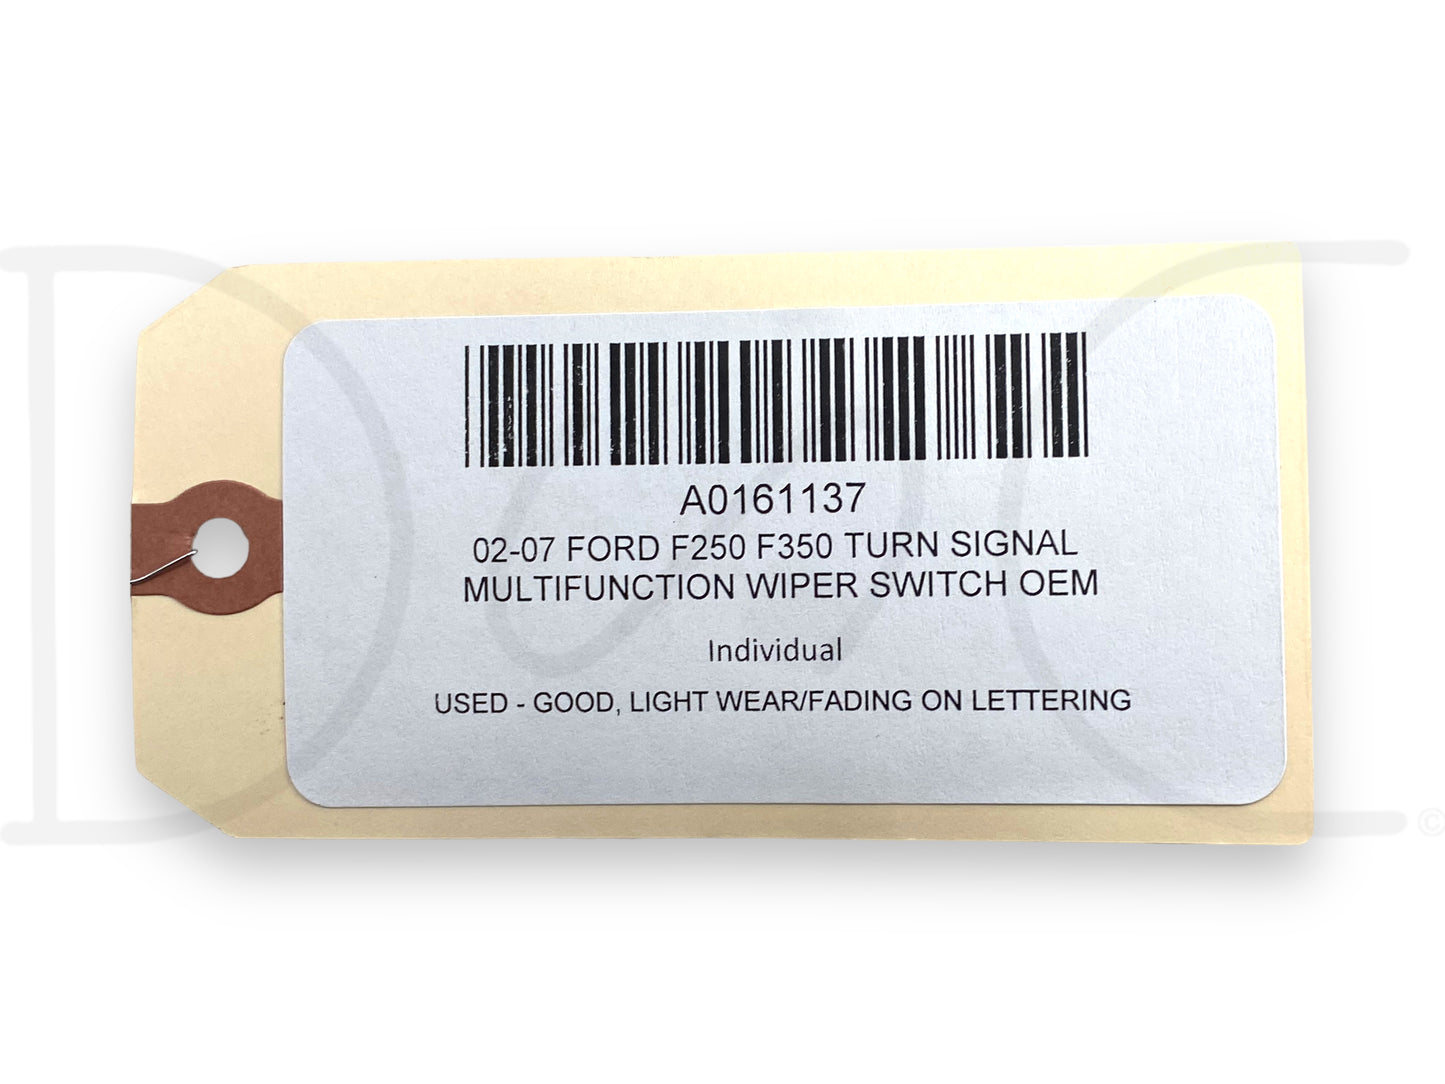 A0161137
02-07 FORD F250 F350 TURN SIGNAL
MULTIFUNCTION WIPER SWITCH OEM
Individual
USED - GOOD, LIGHT WEAR/FADING ON LETTERING
©